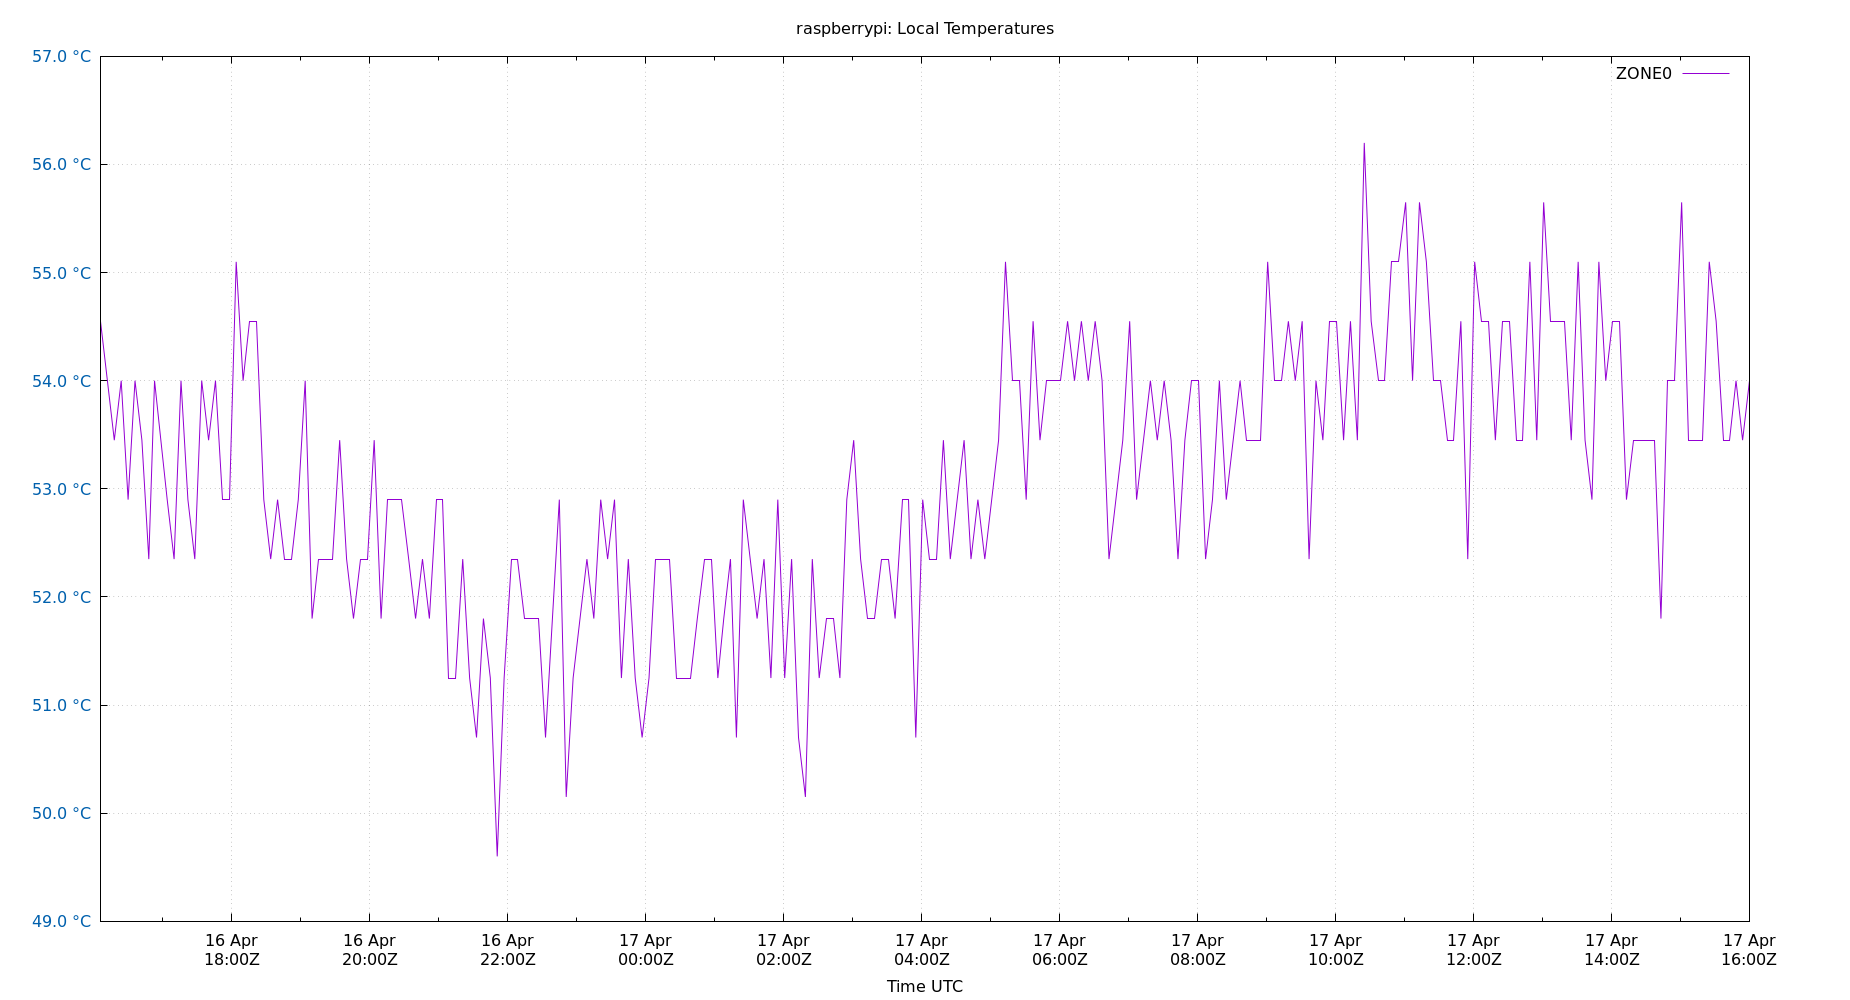 raspberrypi: Local Temperatures
57.0 °C
ZONE0
56.0 °C
55.0 °C
54.0 °C
53.0 °C
52.0 °C
51.0 °C
50.0 °C
49.0 °C
16 Apr 16 Apr 16 Apr 17 Apr 17 Apr 17 Apr 17 Apr 17 Apr 17 Apr 17 Apr 17 Apr 17 Apr
18:00Z 20:00Z 22:00Z 00:00Z 02:00Z 04:00Z 06:00Z 08:00Z 10:00Z 12:00Z 14:00Z 16:00Z
Time UTC